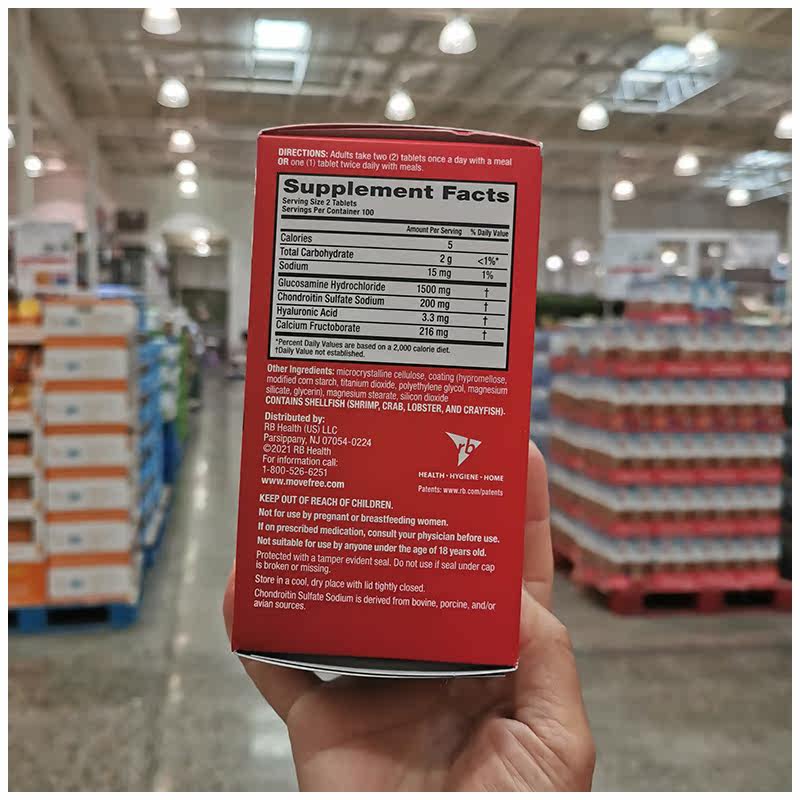 DIRECTIONS: Adults take two (2) tablets once a day with a meal
OR one (1) tablet twice daily with meals.
Supplement Facts
Serving Size 2 Tablets
Servings Per Container 100
Amount Per Serving % Daily Value
Calories 5
Total Carbohydrate 2 g <1%*
Sodium 15 mg 1%
Glucosamine Hydrochloride 1500 mg †
Chondroitin Sulfate Sodium 200 mg †
Hyaluronic Acid 3.3 mg †
Calcium Fructoborate 216 mg †
*Percent Daily Values are based on a 2,000 calorie diet.
†Daily Value not established.
Other Ingredients: microcrystalline cellulose, coating (hypromellose,
modified corn starch, titanium dioxide, polyethylene glycol, magnesium
silicate, glycerin), magnesium stearate, silicon dioxide
CONTAINS SHELLFISH (SHRIMP, CRAB, LOBSTER, AND CRAYFISH).
Distributed by:
RB Health (US) LLC
Parsippany, NJ 07054-0224
©2021 RB Health
For information call:
1-800-526-6251
www.movefree.com
rb
HEALTH • HYGIENE • HOME
Patents: www.rb.com/patents
KEEP OUT OF REACH OF CHILDREN.
Not for use by pregnant or breastfeeding women.
If on prescribed medication, consult your physician before use.
Not suitable for use by anyone under the age of 18 years old.
Protected with a tamper evident seal. Do not use if seal under cap
is broken or missing.
Store in a cool, dry place with lid tightly closed.
Chondroitin Sulfate Sodium is derived from bovine, porcine, and/or
avian sources.